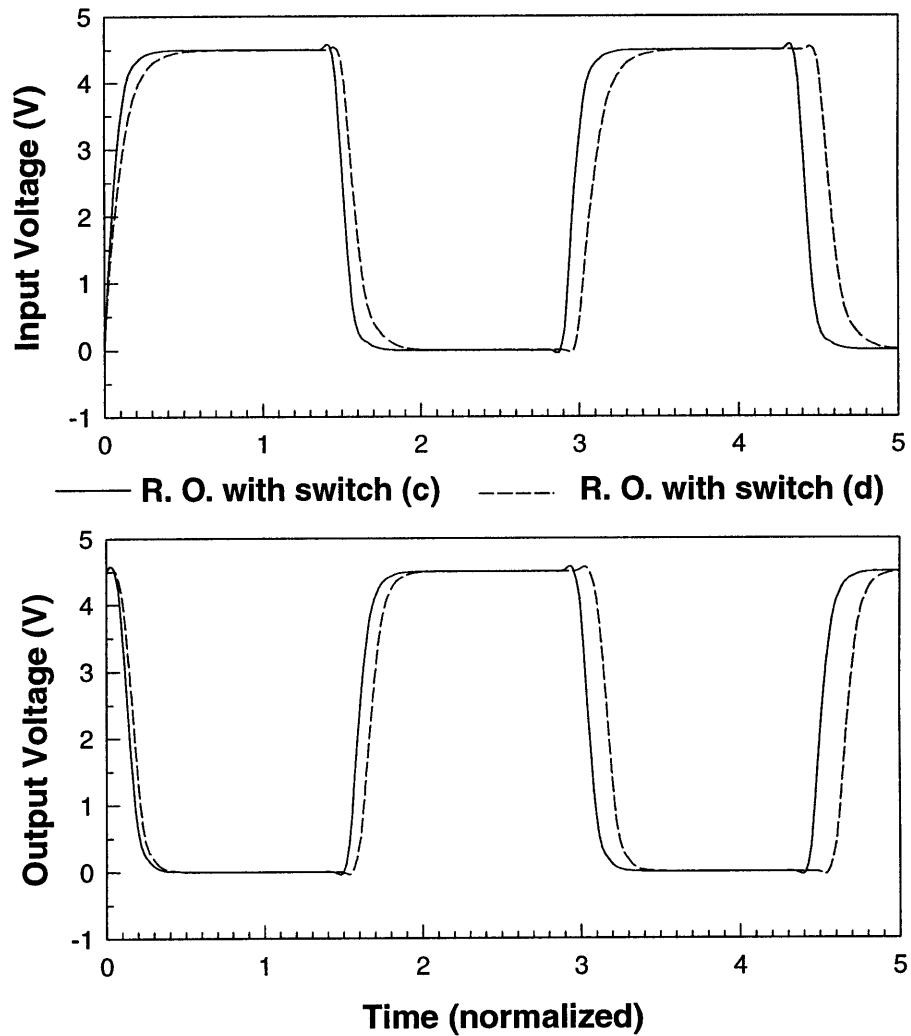 Input Voltage (V)
5
4
3
2
1
0
-1
0 1 2 3 4 5
R. O. with switch (c) R. O. with switch (d)
Output Voltage (V)
5
4
3
2
1
0
-1
0 1 2 3 4 5
Time (normalized)